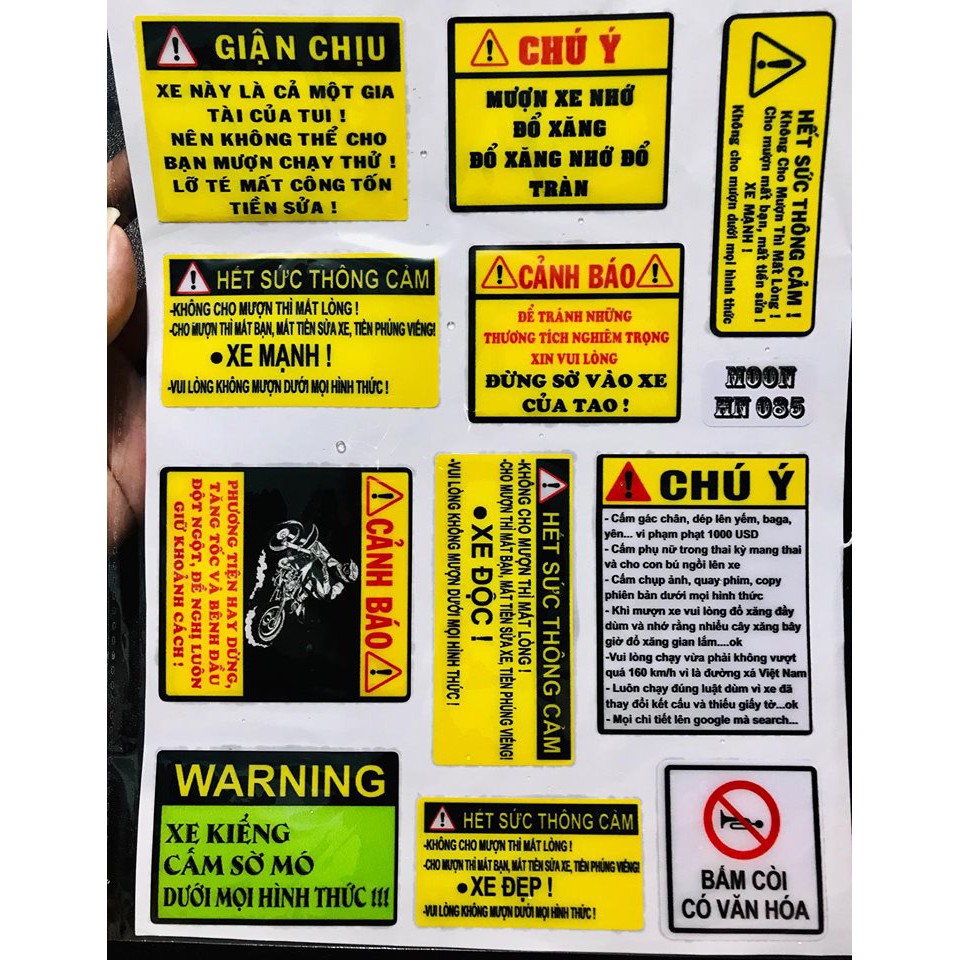 GIẬN CHỊU
XE NÀY LÀ CẢ MỘT GIA
TÀI CỦA TUI !
NÊN KHÔNG THỂ CHO
BẠN MƯỢN CHẠY THỬ !
LỠ TÉ MẤT CÔNG TỐN
TIỀN SỬA !
CHÚ Ý
MƯỢN XE NHỚ
ĐỔ XĂNG
ĐỔ XĂNG NHỚ ĐỔ
TRÀN
HẾT SỨC THÔNG CẢM !
Không Cho Mượn Thì Mất Lòng !
Cho mượn mất bạn, mất tiền sửa !
XE MẠNH !
Không cho mượn dưới mọi hình thức
HẾT SỨC THÔNG CẢM
-KHÔNG CHO MƯỢN THÌ MẤT LÒNG !
-CHO MƯỢN THÌ MẤT BẠN, MẤT TIỀN SỬA XE, TIỀN PHÚNG VIẾNG!
●XE MẠNH !
-VUI LÒNG KHÔNG MƯỢN DƯỚI MỌI HÌNH THỨC !
CẢNH BÁO
ĐỂ TRÁNH NHỮNG
THƯƠNG TÍCH NGHIÊM TRỌNG
XIN VUI LÒNG
ĐỪNG SỜ VÀO XE
CỦA TAO !
MOON
HN 085
CẢNH BÁO
PHƯƠNG TIỆN HAY DỪNG,
TĂNG TỐC VÀ BỆNH ĐẦU
ĐỘT NGỘT, ĐỀ NGHỊ LUÔN
GIỮ KHOẢNH CÁCH !
HẾT SỨC THÔNG CẢM
-KHÔNG CHO MƯỢN THÌ MẤT LÒNG !
-CHO MƯỢN THÌ MẤT BẠN, MẤT TIỀN SỬA XE, TIỀN PHÚNG VIẾNG!
●XE ĐỘC !
-VUI LÒNG KHÔNG MƯỢN DƯỚI MỌI HÌNH THỨC !
CHÚ Ý
- Cấm gác chân, dép lên yếm, baga,
yên... vi phạm phạt 1000 USD
- Cấm phụ nữ trong thai kỳ mang thai
và cho con bú ngồi lên xe
- Cấm chụp ảnh, quay phim, copy
phiên bản dưới mọi hình thức
- Khi mượn xe vui lòng đổ xăng đầy
dùm và nhớ rằng nhiều cây xăng bây
giờ đổ xăng gian lắm....ok
-Vui lòng chạy vừa phải không vượt
quá 160 km/h vì là đường xá Việt Nam
- Luôn chạy đúng luật dùm vì xe đã
thay đổi kết cấu và thiếu giấy tờ...ok
- Mọi chi tiết lên google mà search...
WARNING
XE KIỂNG
CẤM SỜ MÓ
DƯỚI MỌI HÌNH THỨC !!!
HẾT SỨC THÔNG CẢM
-KHÔNG CHO MƯỢN THÌ MẤT LÒNG !
-CHO MƯỢN THÌ MẤT BẠN, MẤT TIỀN SỬA XE, TIỀN PHÚNG VIẾNG!
●XE ĐẸP !
-VUI LÒNG KHÔNG MƯỢN DƯỚI MỌI HÌNH THỨC !
BẤM CÒI
CÓ VĂN HÓA